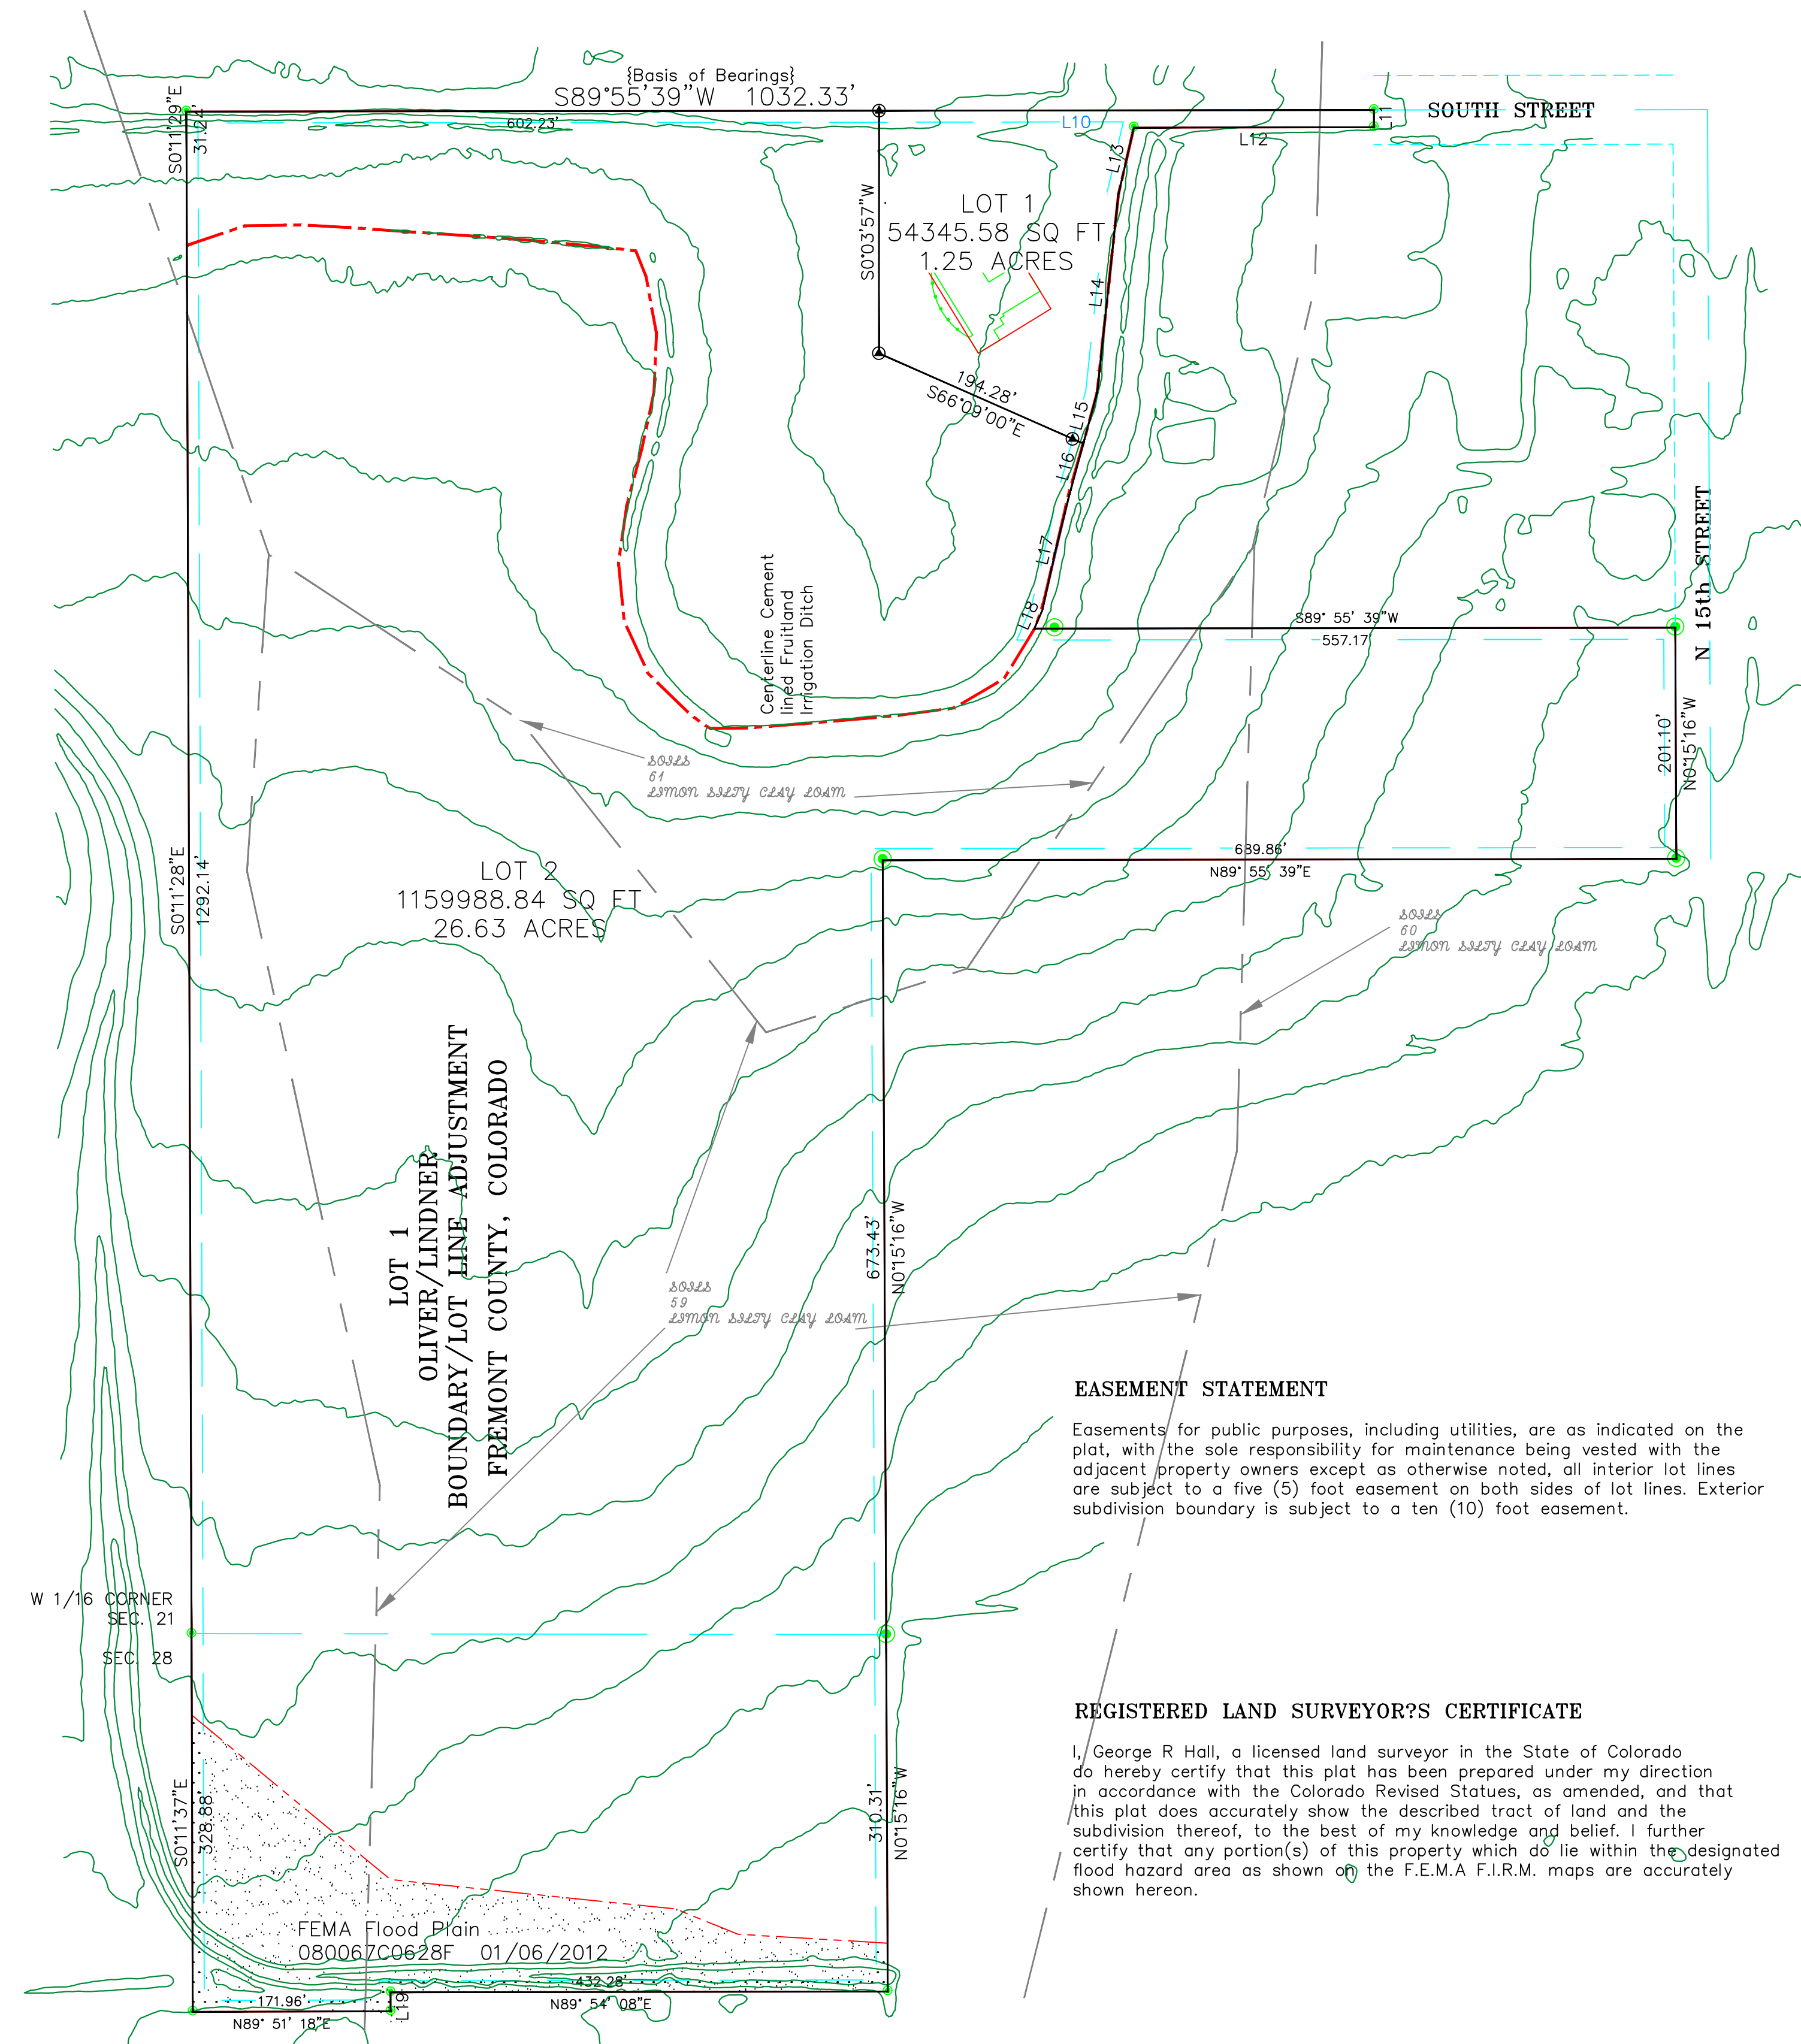 {Basis of Bearings}
S89°55'39"W 1032.33'
602.23'
L10
L11
SOUTH STREET
L12
S0°11'29"E
31.22'
L13
S0°03'57"W
LOT 1
54345.58 SQ FT
1.25 ACRES
L14
194.28'
S66°09'00"E
L15
L16
L17
L18
Centerline Cement
lined Fruitland
Irrigation Ditch
S89° 55' 39"W
557.17'
N 15th STREET
201.10'
N0°15'16"W
SOILS
61
LIMON SILTY CLAY LOAM
689.86'
N89° 55' 39"E
S0°11'28"E
1292.14'
LOT 2
1159988.84 SQ FT
26.63 ACRES
SOILS
60
LIMON SILTY CLAY LOAM
LOT 1
OLIVER/LINDNER
BOUNDARY/LOT LINE ADJUSTMENT
FREMONT COUNTY, COLORADO
673.43'
N0°15'16"W
SOILS
59
LIMON SILTY CLAY LOAM
EASEMENT STATEMENT
Easements for public purposes, including utilities, are as indicated on the
plat, with the sole responsibility for maintenance being vested with the
adjacent property owners except as otherwise noted, all interior lot lines
are subject to a five (5) foot easement on both sides of lot lines. Exterior
subdivision boundary is subject to a ten (10) foot easement.
W 1/16 CORNER
SEC. 21
SEC. 28
REGISTERED LAND SURVEYOR?S CERTIFICATE
I, George R Hall, a licensed land surveyor in the State of Colorado
do hereby certify that this plat has been prepared under my direction
in accordance with the Colorado Revised Statues, as amended, and that
this plat does accurately show the described tract of land and the
subdivision thereof, to the best of my knowledge and belief. I further
certify that any portion(s) of this property which do lie within the designated
flood hazard area as shown on the F.E.M.A F.I.R.M. maps are accurately
shown hereon.
S0°11'37"E
328.88'
310.31'
N0°15'16"W
FEMA Flood Plain
080067C0628F 01/06/2012
432.28'
N89° 54' 08"E
171.96'
N89° 51' 18"E
L19